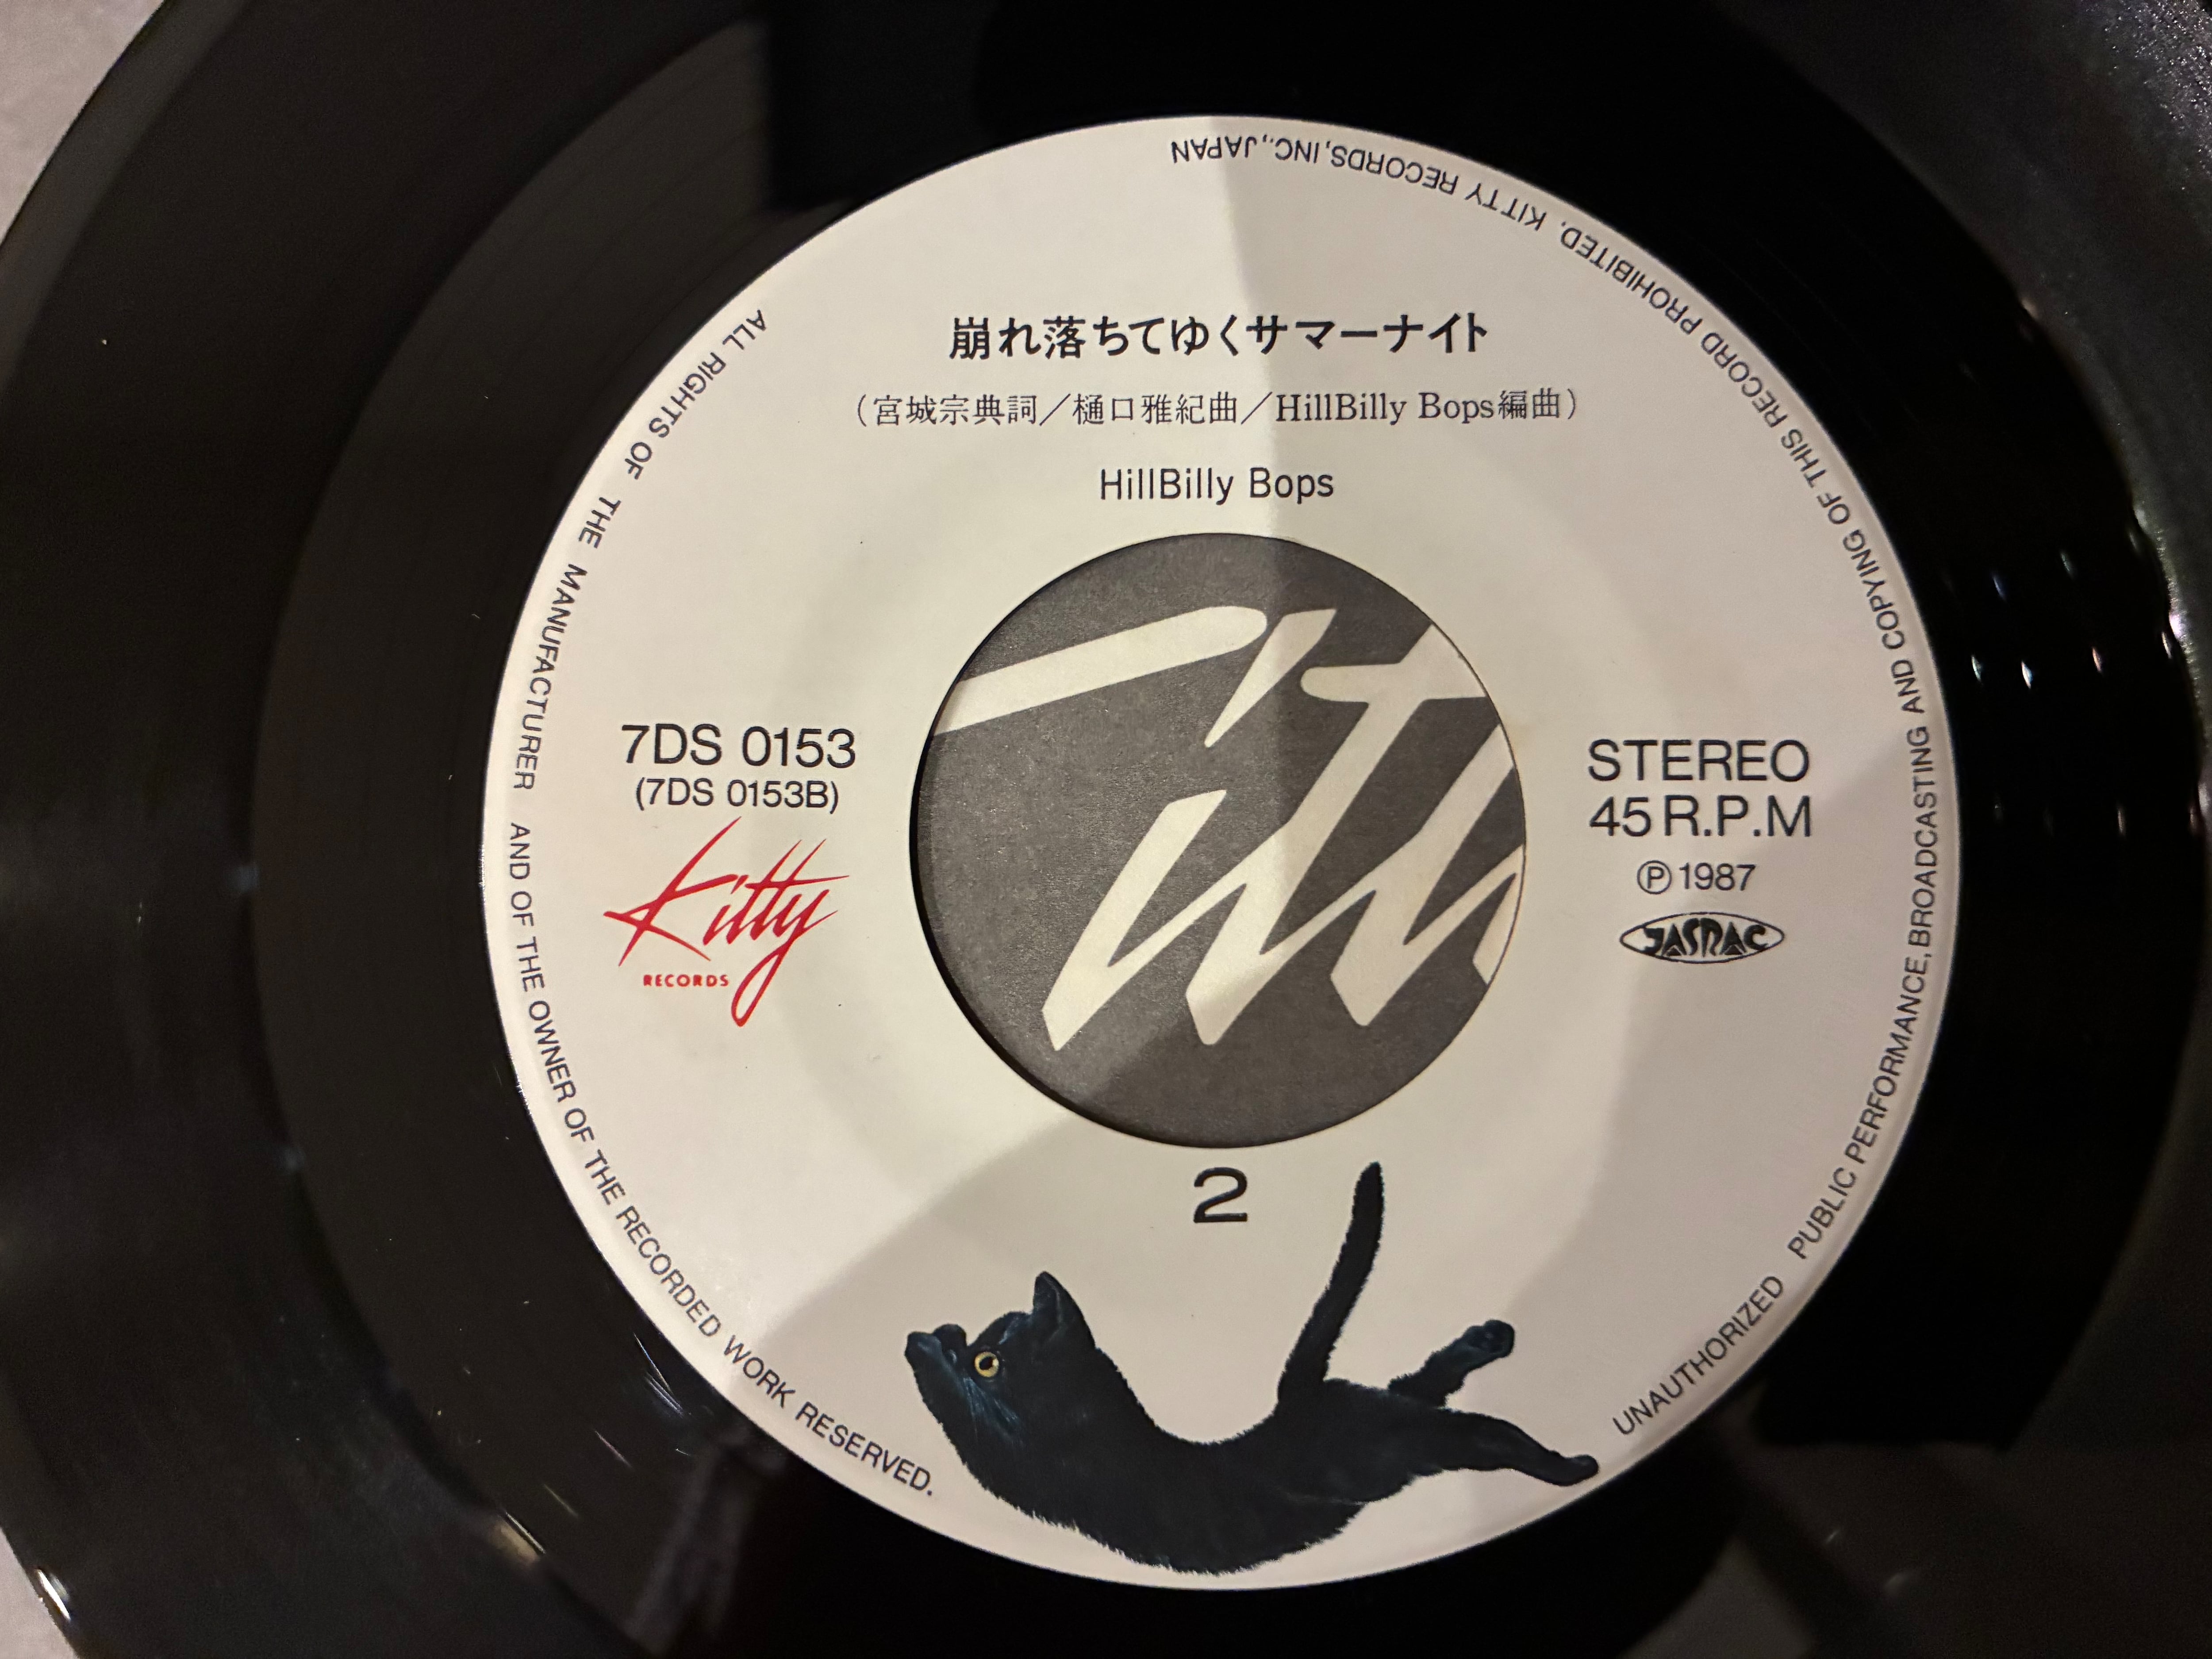 崩れ落ちてゆくサマーナイト
(宮城宗典詞／樋口雅紀曲／HillBilly Bops編曲)
HillBilly Bops
7DS 0153
(7DS 0153B)
Kitty
RECORDS
STEREO
45 R.P.M
Ⓟ1987
JASRAC
2
ALL RIGHTS OF THE MANUFACTURER AND OF THE OWNER OF THE RECORDED WORK RESERVED.
UNAUTHORIZED PUBLIC PERFORMANCE, BROADCASTING AND COPYING OF THIS RECORD PROHIBITED. KITTY RECORDS, INC., JAPAN